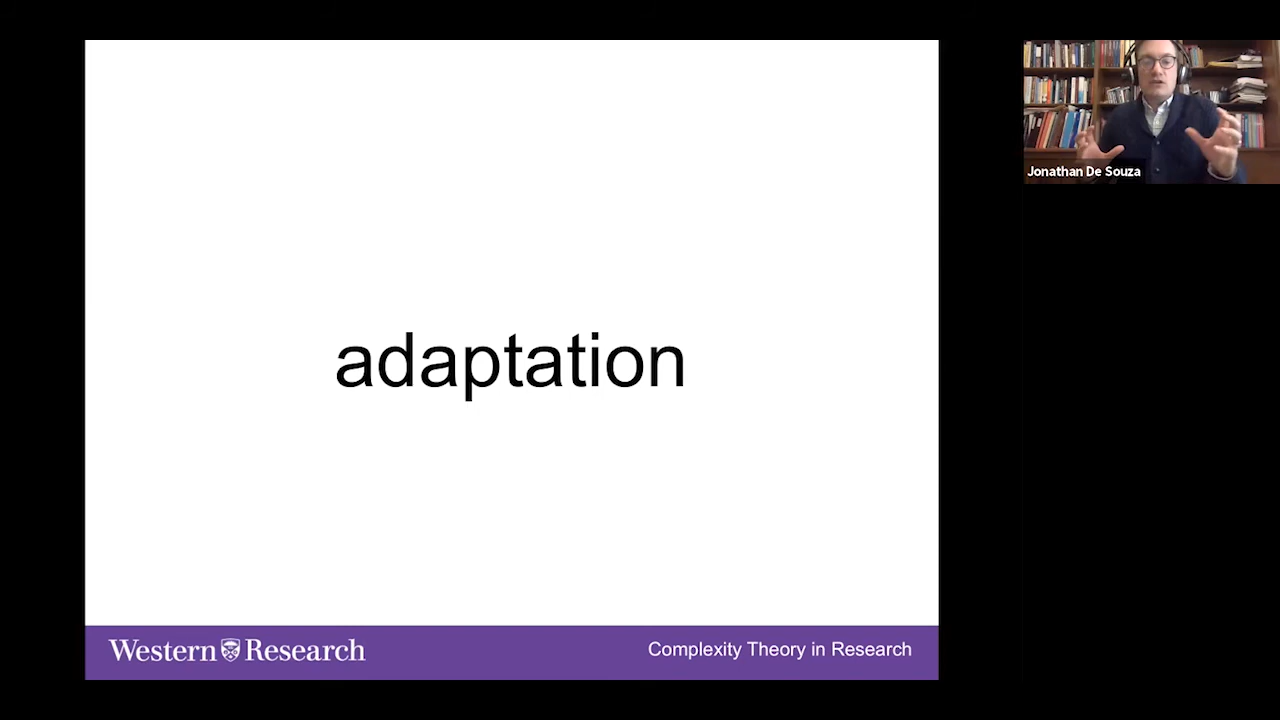 adaptation
Western Research
Complexity Theory in Research
Jonathan De Souza